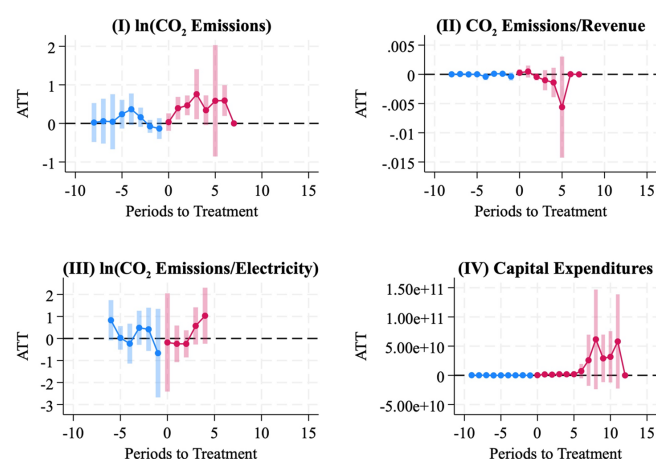 (I) ln(CO₂ Emissions)
2
1
0
-1
ATT
-10 -5 0 5 10 15
Periods to Treatment
(II) CO₂ Emissions/Revenue
.005
0
-.005
-.01
-.015
ATT
-10 -5 0 5 10 15
Periods to Treatment
(III) ln(CO₂ Emissions/Electricity)
2
1
0
-1
-2
-3
ATT
-10 -5 0 5 10 15
Periods to Treatment
(IV) Capital Expenditures
1.50e+11
1.00e+11
5.00e+10
0
-5.00e+10
ATT
-10 -5 0 5 10 15
Periods to Treatment